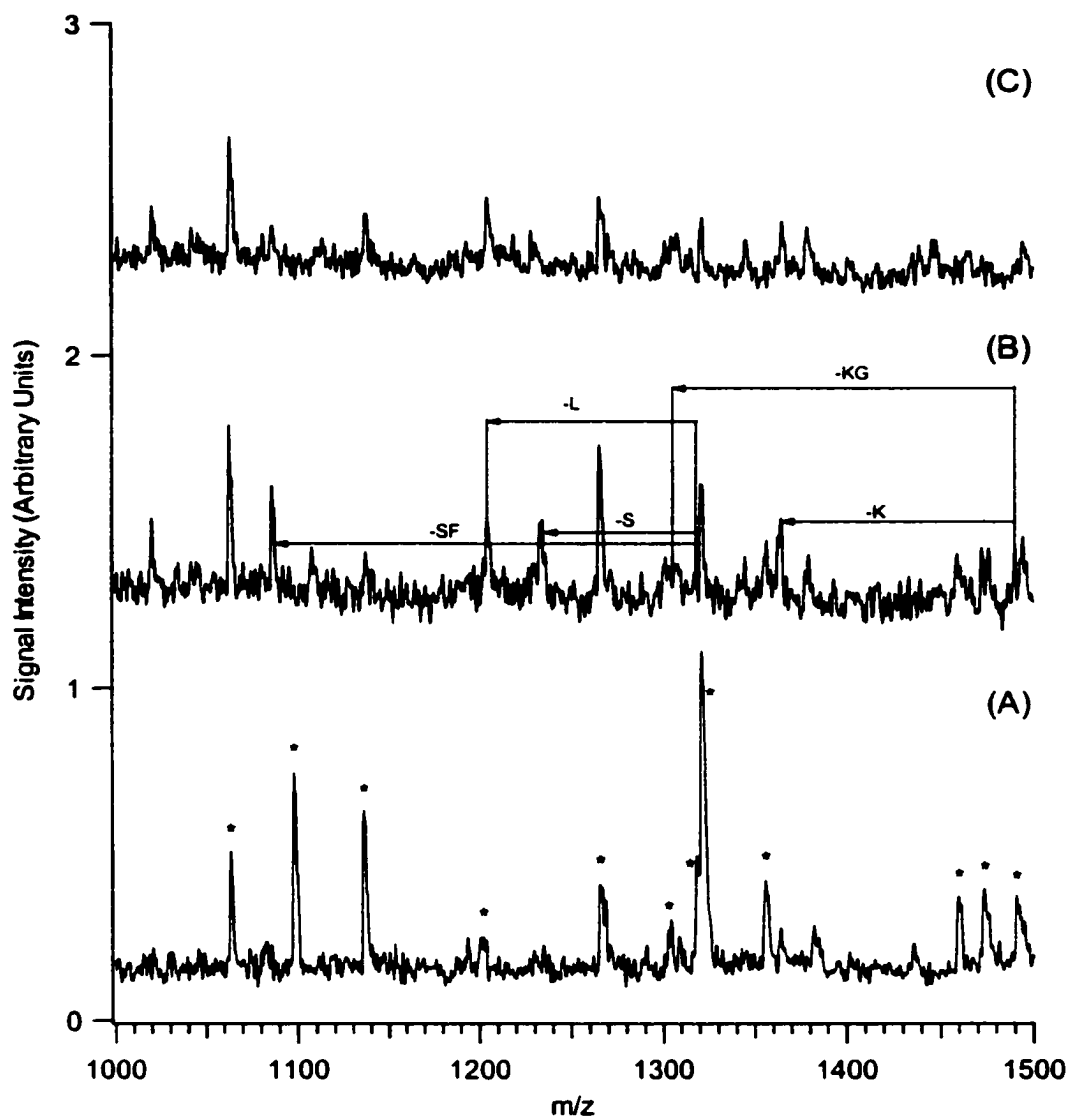 3
(C)
2
(B)
-KG
-L
-S
-K
-SF
1
(A)
* * * * * * * * * * * *
0
1000 1100 1200 1300 1400 1500
m/z
Signal Intensity (Arbitrary Units)